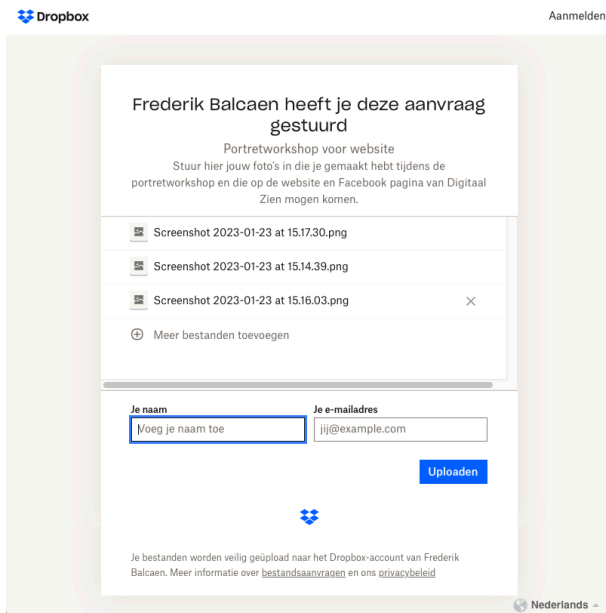 Dropbox
Aanmelden
Frederik Balcaen heeft je deze aanvraag
gestuurd
Portretworkshop voor website
Stuur hier jouw foto's in die je gemaakt hebt tijdens de
portretworkshop en die op de website en Facebook pagina van Digitaal
Zien mogen komen.
Screenshot 2023-01-23 at 15.17.30.png
Screenshot 2023-01-23 at 15.14.39.png
Screenshot 2023-01-23 at 15.16.03.png
Meer bestanden toevoegen
Je naam
Je e-mailadres
Voeg je naam toe
jij@example.com
Uploaden
Je bestanden worden veilig geüpload naar het Dropbox-account van Frederik
Balcaen. Meer informatie over bestandsaanvragen en ons privacybeleid
Nederlands